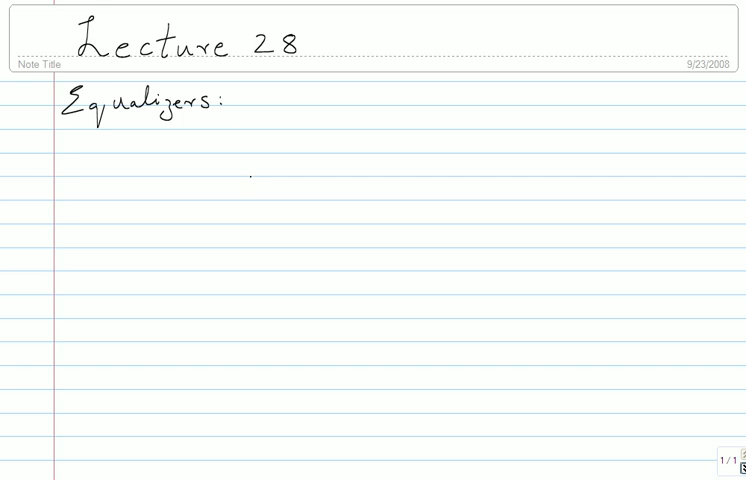 Lecture 28
Note Title
9/23/2008
Equalizers:
1 / 1